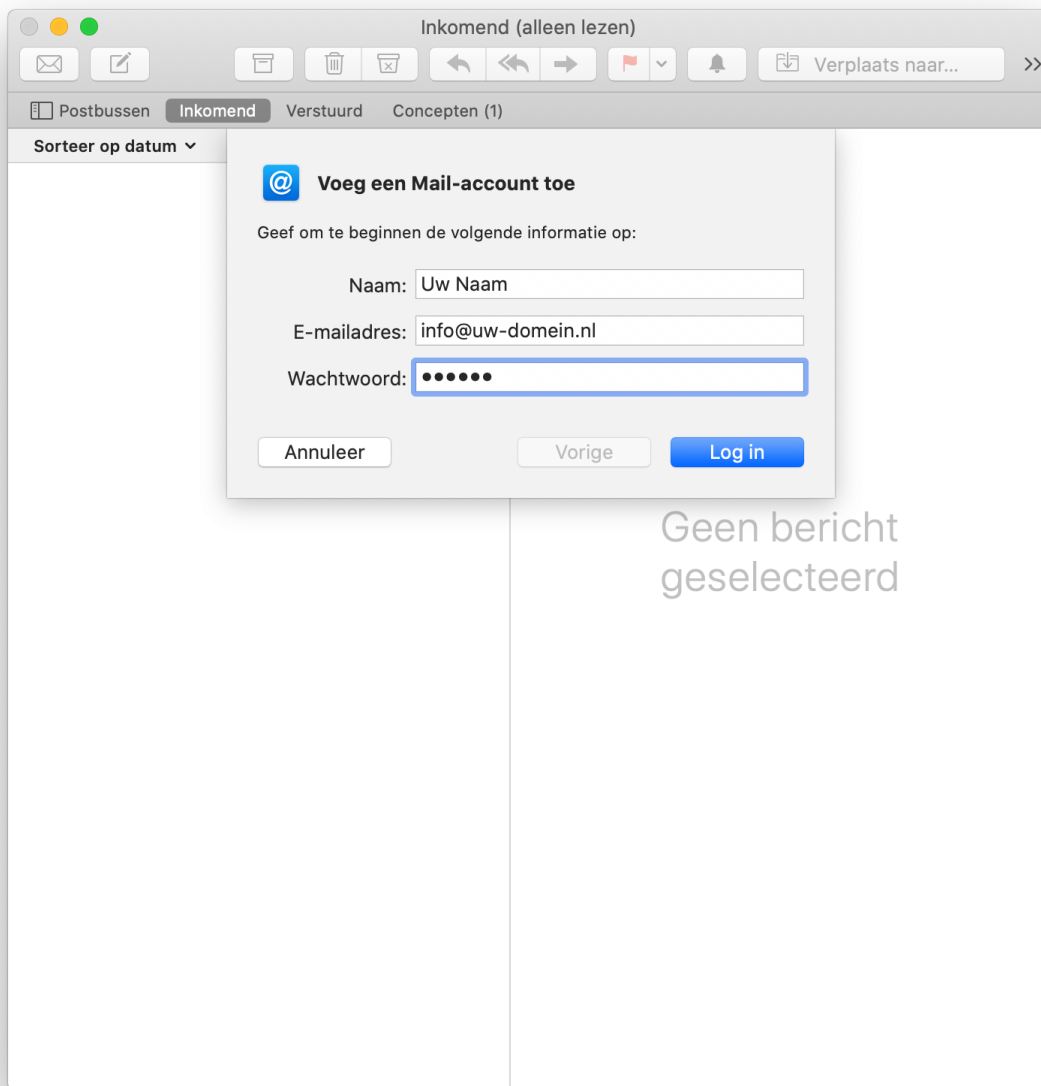 Inkomend (alleen lezen)
Verplaats naar...
Postbussen Inkomend Verstuurd Concepten (1)
Sorteer op datum
@ Voeg een Mail-account toe
Geef om te beginnen de volgende informatie op:
Naam: Uw Naam
E-mailadres: info@uw-domein.nl
Wachtwoord: ••••••
Annuleer Vorige Log in
Geen bericht
geselecteerd